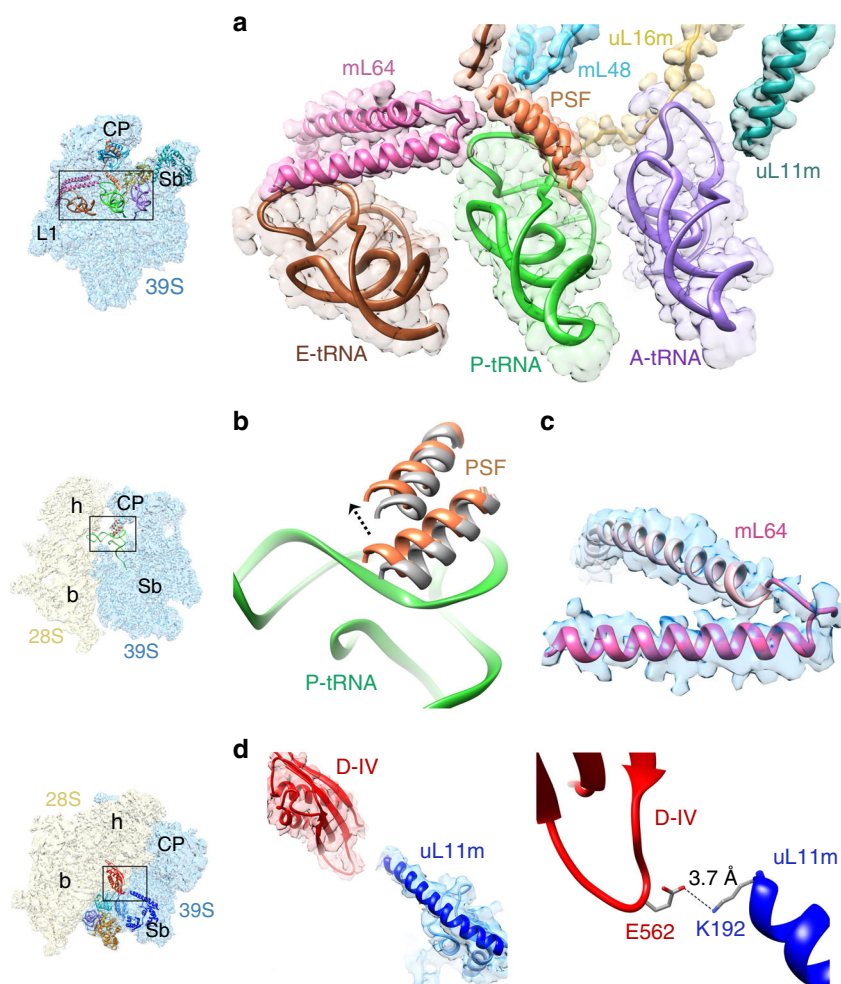 a
uL16m
mL64
mL48
PSF
CP
Sb
uL11m
L1
39S
E-tRNA
P-tRNA
A-tRNA
b
c
PSF
h
CP
mL64
b
Sb
28S
39S
P-tRNA
d
28S
D-IV
h
CP
D-IV
uL11m
uL11m
b
3.7 Å
39S
Sb
E562
K192